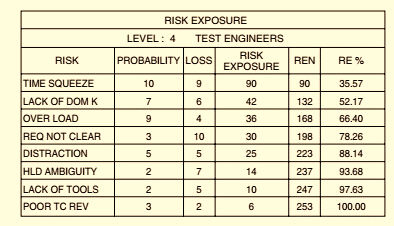 RISK EXPOSURE
LEVEL : 4 TEST ENGINEERS
RISK PROBABILITY LOSS RISK EXPOSURE REN RE %
TIME SQUEEZE 10 9 90 90 35.57
LACK OF DOM K 7 6 42 132 52.17
OVER LOAD 9 4 36 168 66.40
REQ NOT CLEAR 3 10 30 198 78.26
DISTRACTION 5 5 25 223 88.14
HLD AMBIGUITY 2 7 14 237 93.68
LACK OF TOOLS 2 5 10 247 97.63
POOR TC REV 3 2 6 253 100.00